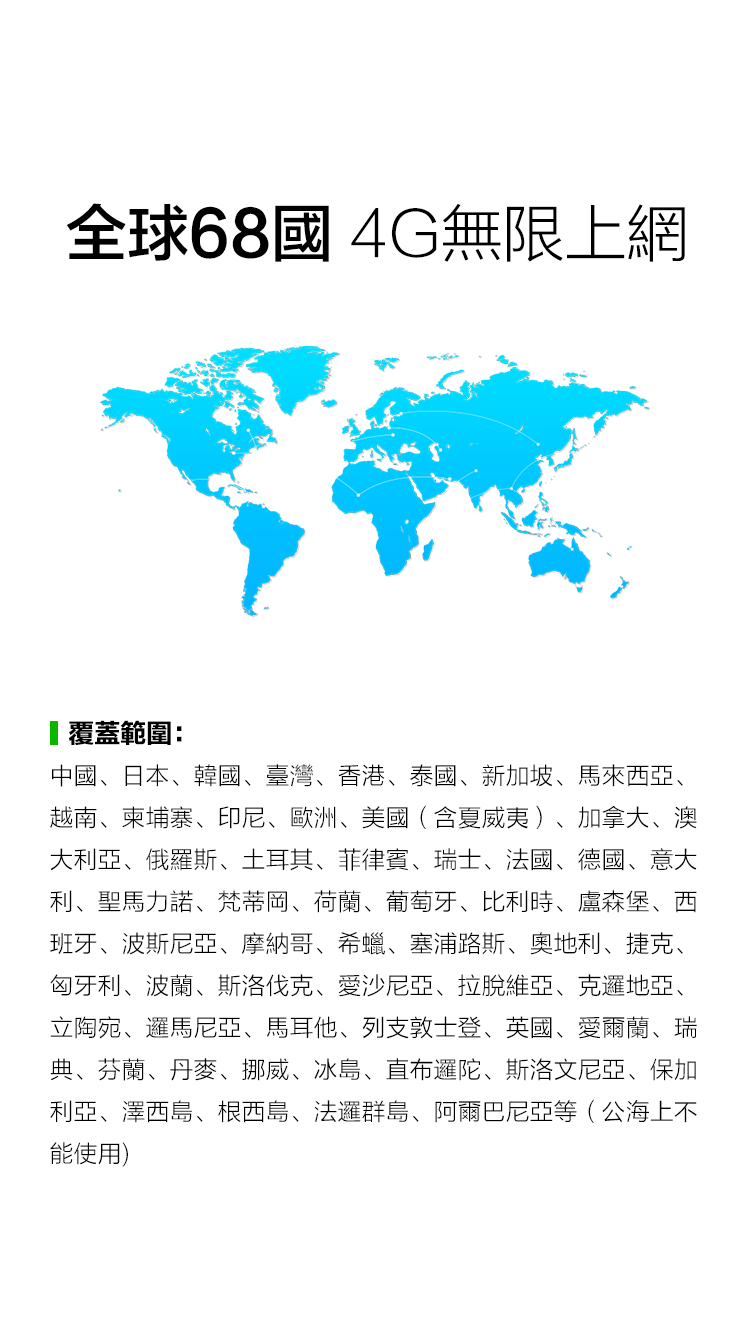 全球68國 4G無限上網
覆蓋範圍：
中國、日本、韓國、臺灣、香港、泰國、新加坡、馬來西亞、
越南、柬埔寨、印尼、歐洲、美國（含夏威夷）、加拿大、澳
大利亞、俄羅斯、土耳其、菲律賓、瑞士、法國、德國、意大
利、聖馬力諾、梵蒂岡、荷蘭、葡萄牙、比利時、盧森堡、西
班牙、波斯尼亞、摩納哥、希蠟、塞浦路斯、奧地利、捷克、
匈牙利、波蘭、斯洛伐克、愛沙尼亞、拉脫維亞、克邏地亞、
立陶宛、邏馬尼亞、馬耳他、列支敦士登、英國、愛爾蘭、瑞
典、芬蘭、丹麥、挪威、冰島、直布邏陀、斯洛文尼亞、保加
利亞、澤西島、根西島、法邏群島、阿爾巴尼亞等（公海上不
能使用)